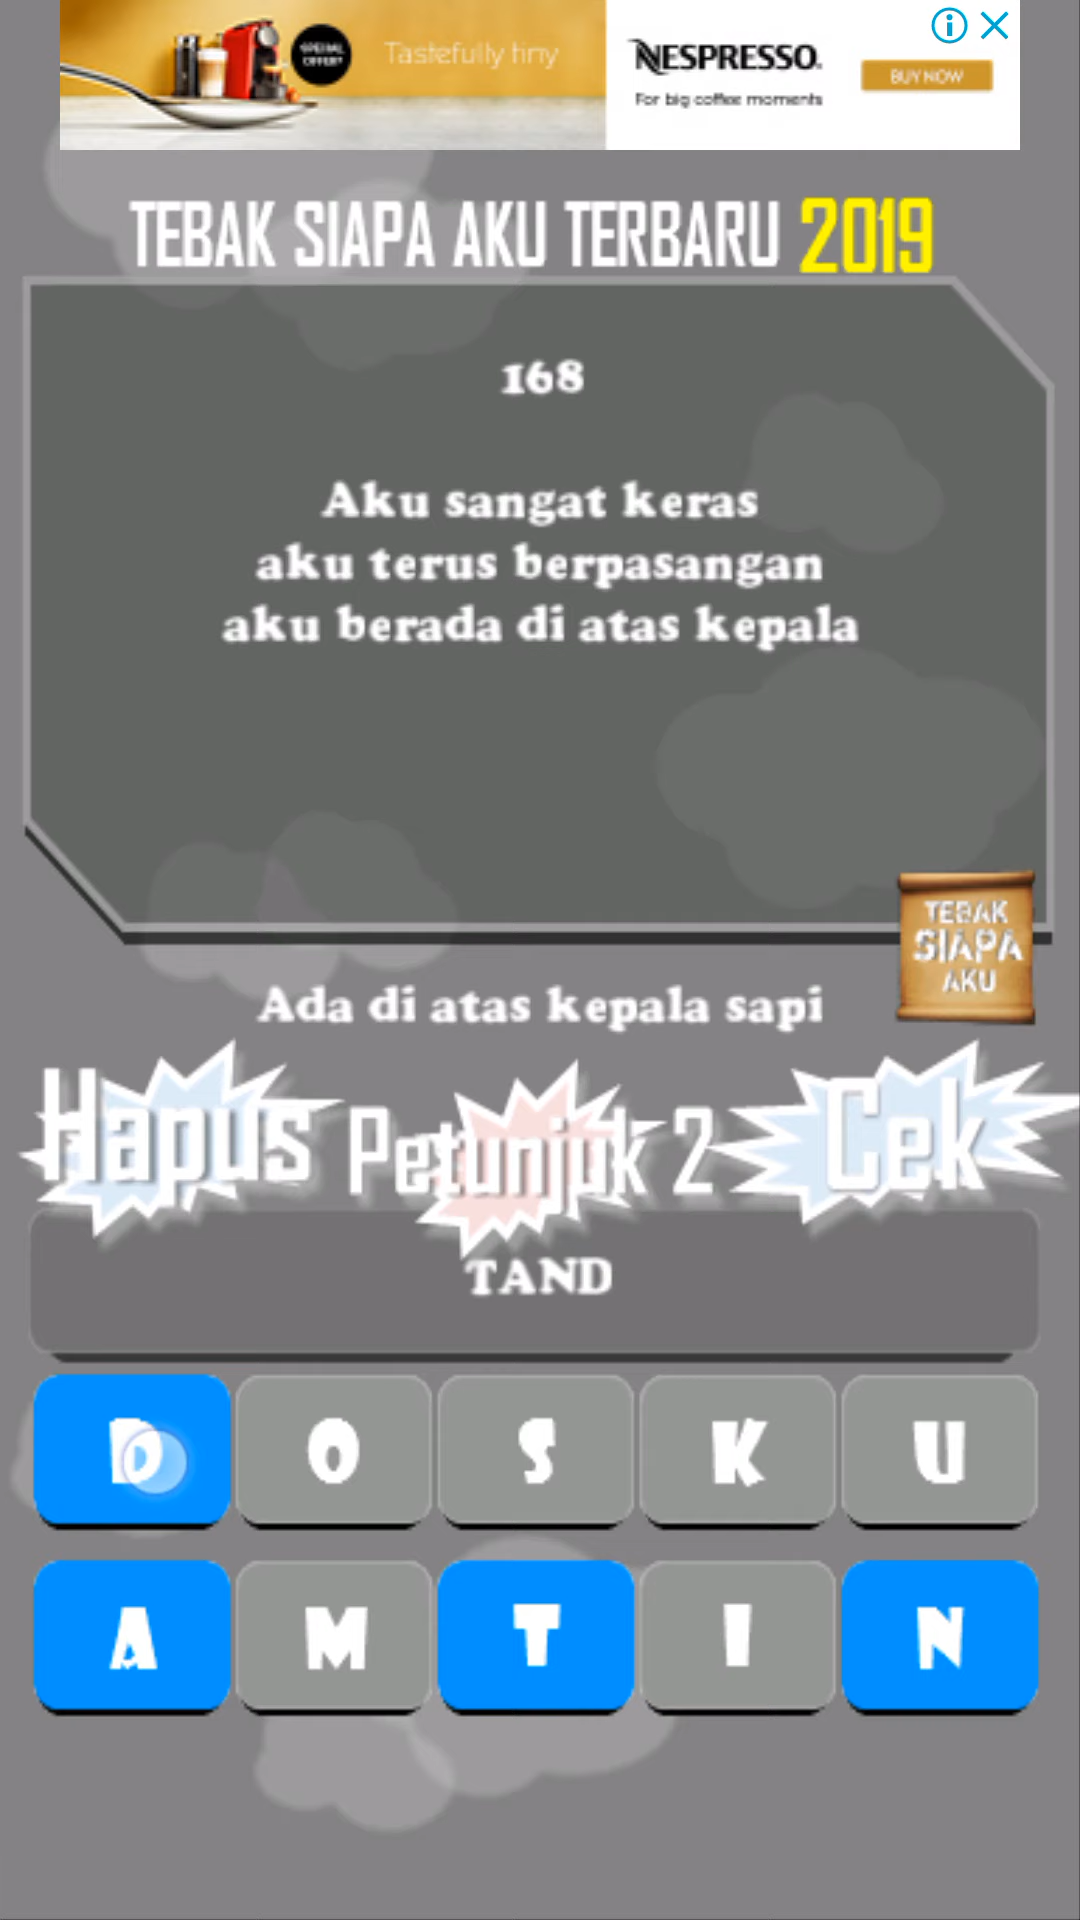 SPECIAL OFFER?
Tastefully tiny
NESPRESSO.
For big coffee moments
BUY NOW
TEBAK SIAPA AKU TERBARU 2019
168
Aku sangat keras
aku terus berpasangan
aku berada di atas kepala
TEBAK
SIAPA
AKU
Ada di atas kepala sapi
Hapus Petunjuk 2 Cek
TAND
D O S K U
A M T I N